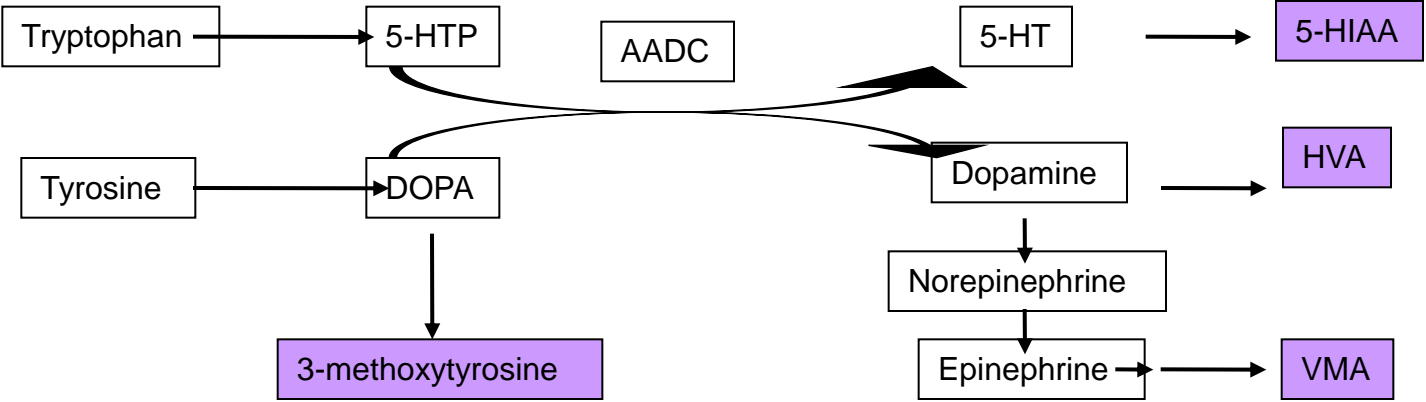 Tryptophan
5-HTP
AADC
5-HT
5-HIAA
Tyrosine
DOPA
Dopamine
HVA
Norepinephrine
3-methoxytyrosine
Epinephrine
VMA